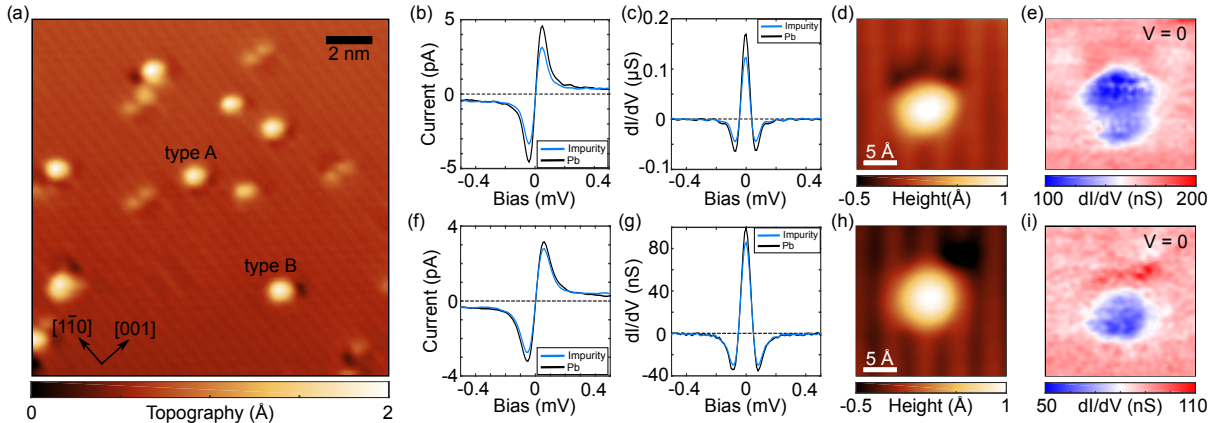 (a)
2 nm
type A
type B
[11̅0]
[001]
0
2
Topography (Å)
(b)
Current (pA)
5
0
-5
Impurity
Pb
-0.4
0
0.4
Bias (mV)
(c)
dI/dV (µS)
0.2
0.1
0
-0.1
Impurity
Pb
-0.4
0
0.4
Bias (mV)
(d)
5 Å
-0.5
Height(Å)
1
(e)
V = 0
100
dI/dV (nS)
200
(f)
Current (pA)
4
0
-4
Impurity
Pb
-0.4
0
0.4
Bias (mV)
(g)
dI/dV (nS)
80
40
0
-40
Impurity
Pb
-0.4
0
0.4
Bias (mV)
(h)
5 Å
-0.5
Height (Å)
1
(i)
V = 0
50
dI/dV (nS)
110